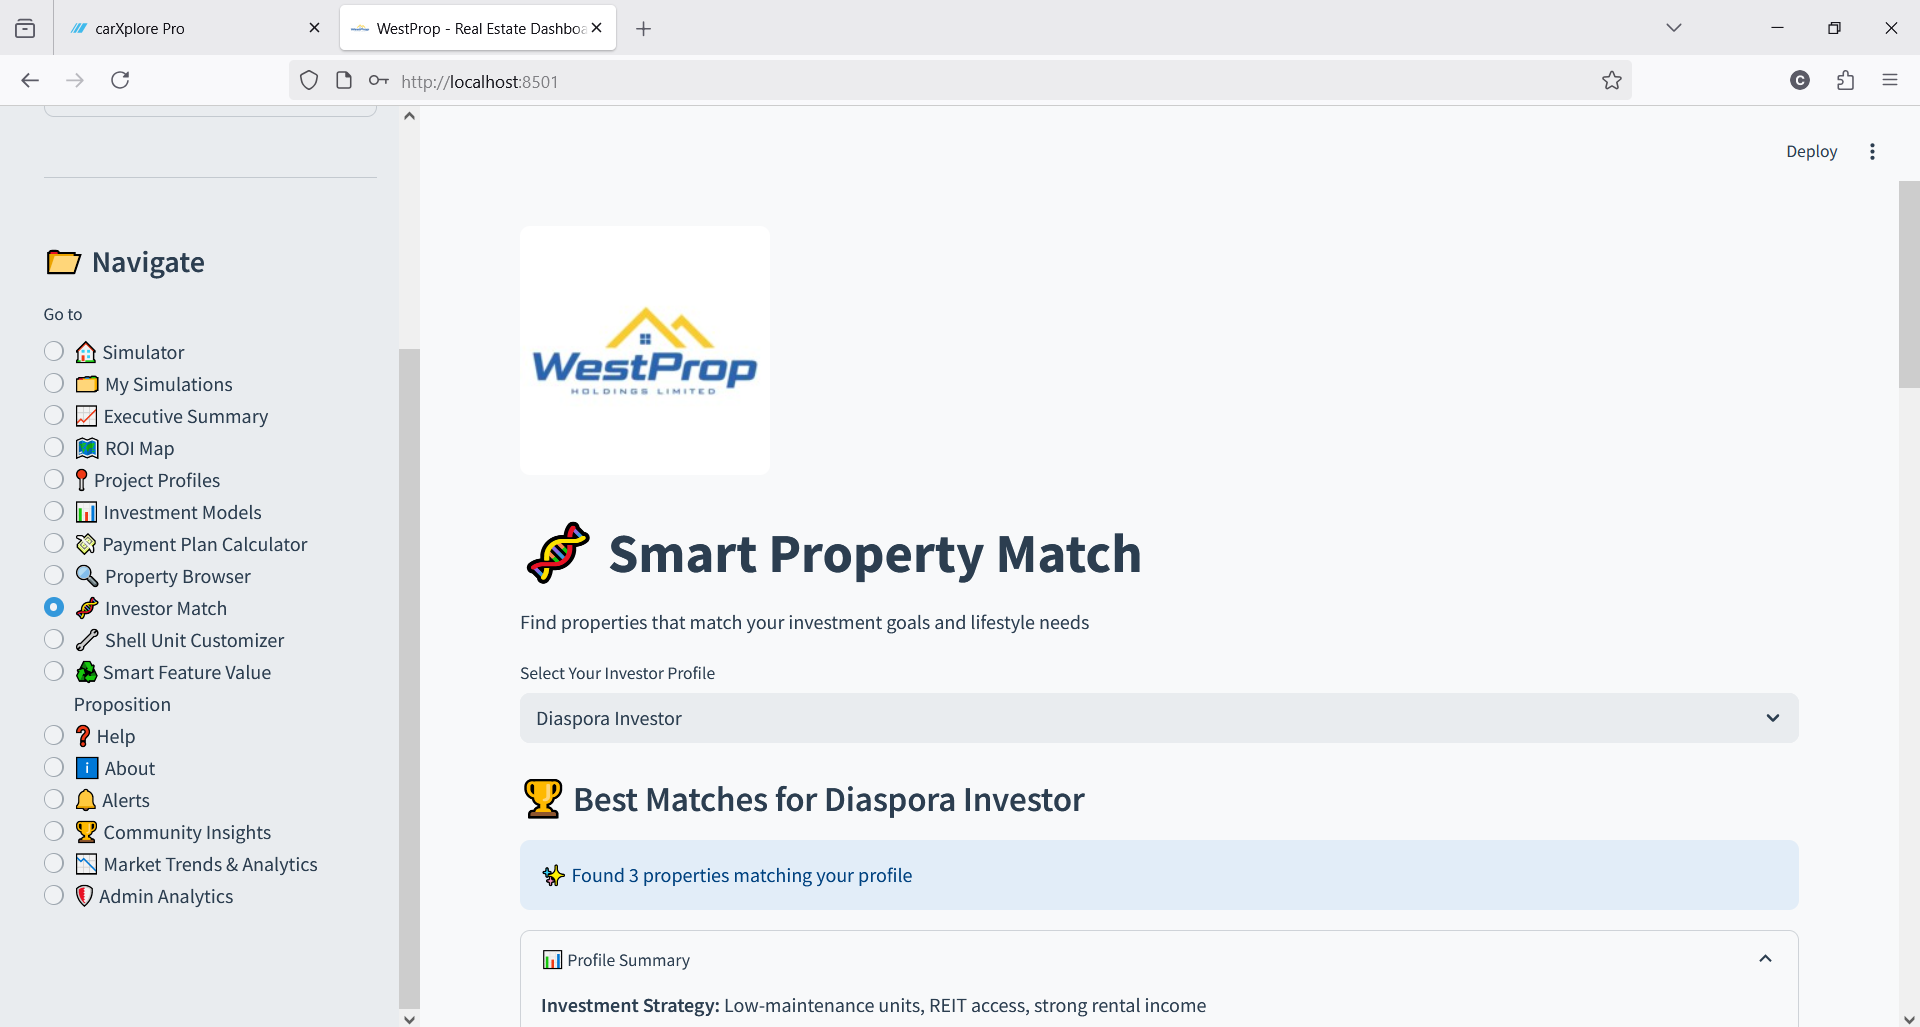 carXplore Pro
WestProp - Real Estate Dashboa
http://localhost:8501
Deploy
Navigate
Go to
Simulator
My Simulations
Executive Summary
ROI Map
Project Profiles
Investment Models
Payment Plan Calculator
Property Browser
Investor Match
Shell Unit Customizer
Smart Feature Value
Proposition
Help
About
Alerts
Community Insights
Market Trends & Analytics
Admin Analytics
WestProp
HOLDINGS LIMITED
Smart Property Match
Find properties that match your investment goals and lifestyle needs
Select Your Investor Profile
Diaspora Investor
Best Matches for Diaspora Investor
Found 3 properties matching your profile
Profile Summary
Investment Strategy: Low-maintenance units, REIT access, strong rental income